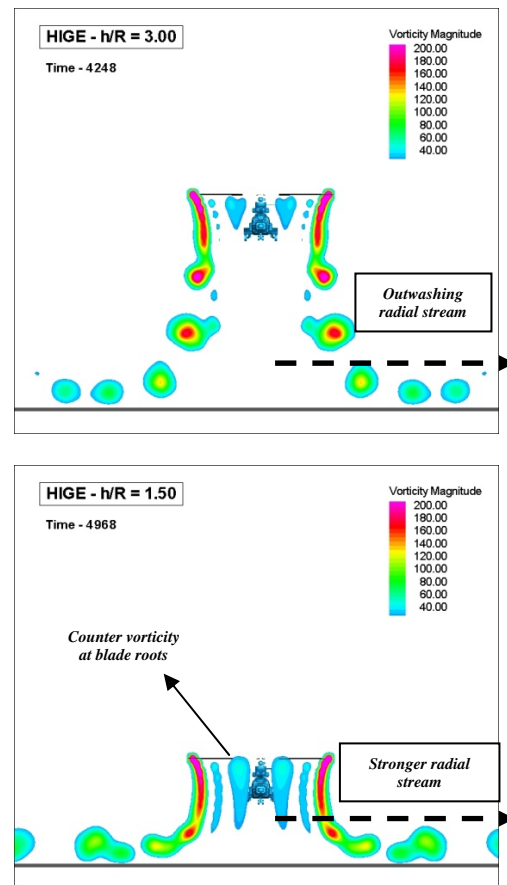 HIGE - h/R = 3.00
Time - 4248
Vorticity Magnitude
200.00
180.00
160.00
140.00
120.00
100.00
80.00
60.00
40.00
Outwashing
radial stream
HIGE - h/R = 1.50
Time - 4968
Vorticity Magnitude
200.00
180.00
160.00
140.00
120.00
100.00
80.00
60.00
40.00
Counter vorticity
at blade roots
Stronger radial
stream